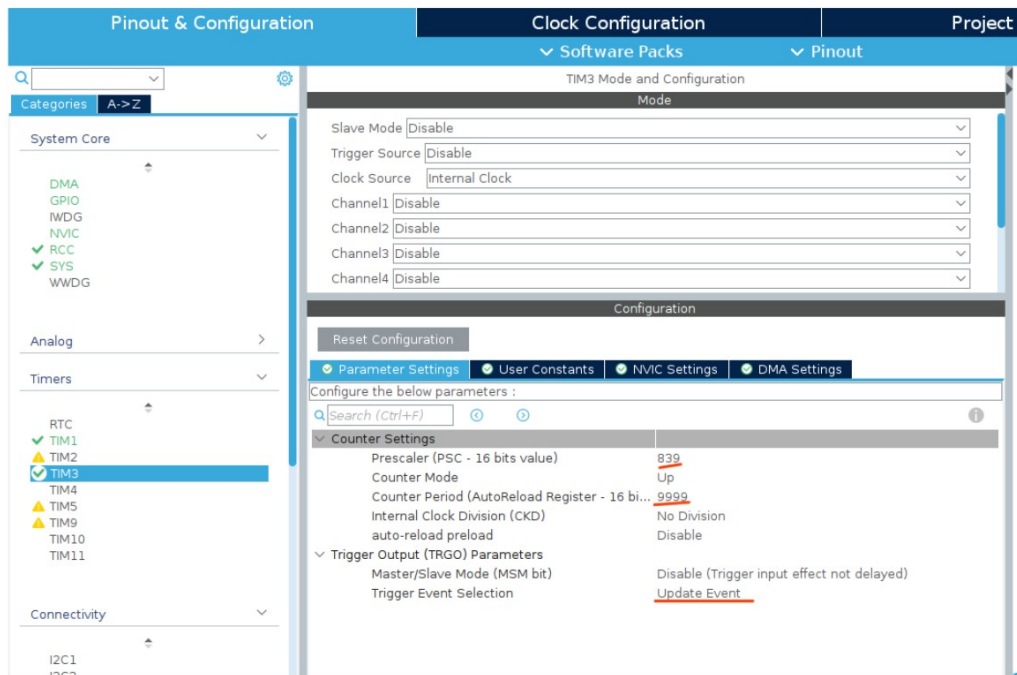 Pinout & Configuration
Clock Configuration
Project
Software Packs
Pinout
Categories
A->Z
System Core
DMA
GPIO
IWDG
NVIC
RCC
SYS
WWDG
Analog
Timers
RTC
TIM1
TIM2
TIM3
TIM4
TIM5
TIM9
TIM10
TIM11
Connectivity
I2C1
TIM3 Mode and Configuration
Mode
Slave Mode Disable
Trigger Source Disable
Clock Source Internal Clock
Channel1 Disable
Channel2 Disable
Channel3 Disable
Channel4 Disable
Configuration
Reset Configuration
Parameter Settings
User Constants
NVIC Settings
DMA Settings
Configure the below parameters :
Search (Ctrl+F)
Counter Settings
Prescaler (PSC - 16 bits value) 839
Counter Mode Up
Counter Period (AutoReload Register - 16 bi... 9999
Internal Clock Division (CKD) No Division
auto-reload preload Disable
Trigger Output (TRGO) Parameters
Master/Slave Mode (MSM bit) Disable (Trigger input effect not delayed)
Trigger Event Selection Update Event